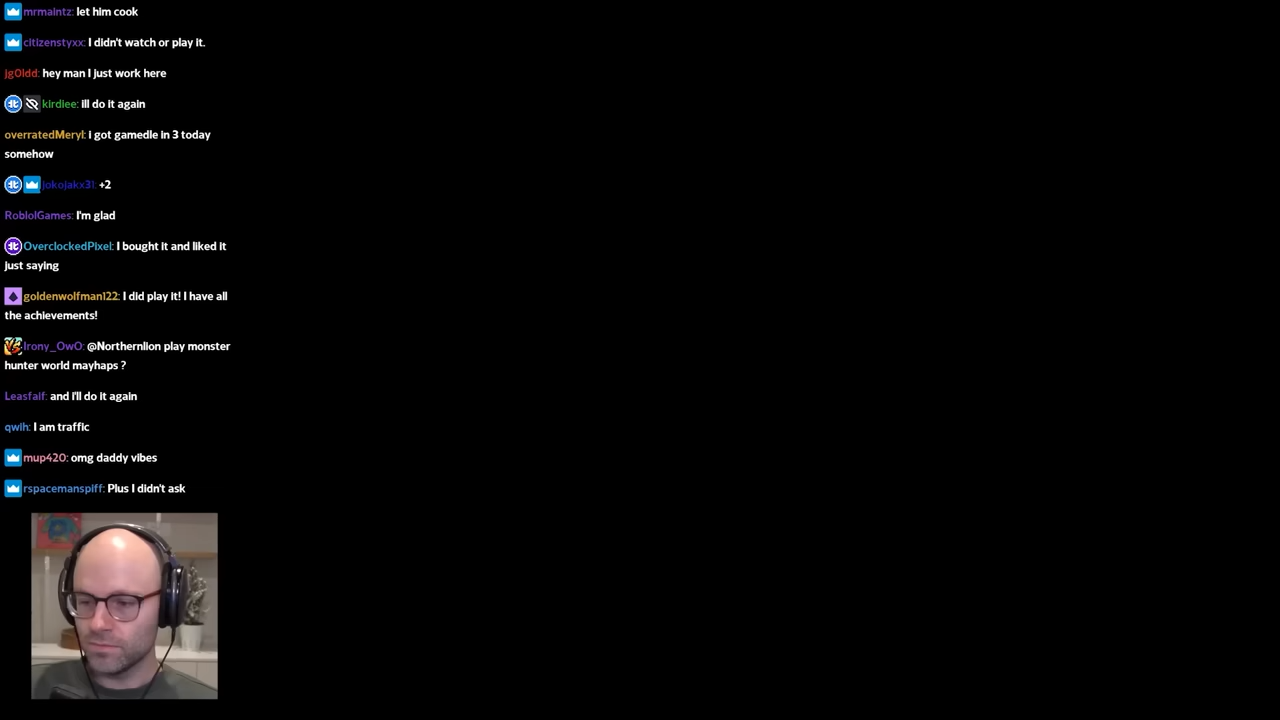 mrmaintz: let him cook
citizenstyxx: I didn't watch or play it.
jg0ldd: hey man I just work here
kirdiee: ill do it again
overratedMeryl: i got gamedle in 3 today
somehow
jokojakx31: +2
RoblolGames: I'm glad
OverclockedPixel: I bought it and liked it
just saying
goldenwolfman122: I did play it! I have all
the achievements!
Irony_OwO: @Northernlion play monster
hunter world mayhaps ?
Leasfaif: and I'll do it again
qwih: I am traffic
mup420: omg daddy vibes
rspacemanspiff: Plus I didn't ask